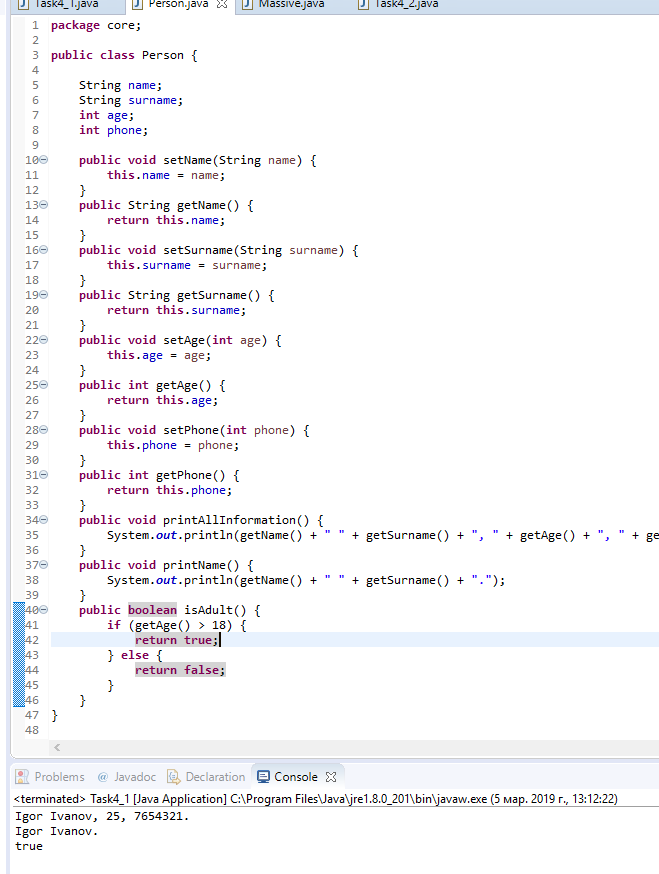 Task4_1.java Person.java Massive.java Task4_2.java
1 package core;
2
3 public class Person {
4
5     String name;
6     String surname;
7     int age;
8     int phone;
9
10     public void setName(String name) {
11         this.name = name;
12     }
13     public String getName() {
14         return this.name;
15     }
16     public void setSurname(String surname) {
17         this.surname = surname;
18     }
19     public String getSurname() {
20         return this.surname;
21     }
22     public void setAge(int age) {
23         this.age = age;
24     }
25     public int getAge() {
26         return this.age;
27     }
28     public void setPhone(int phone) {
29         this.phone = phone;
30     }
31     public int getPhone() {
32         return this.phone;
33     }
34     public void printAllInformation() {
35         System.out.println(getName() + " " + getSurname() + ", " + getAge() + ", " + ge
36     }
37     public void printName() {
38         System.out.println(getName() + " " + getSurname() + ".");
39     }
40     public boolean isAdult() {
41         if (getAge() > 18) {
42             return true;
43         } else {
44             return false;
45         }
46     }
47 }
48
Problems @ Javadoc Declaration Console
<terminated> Task4_1 [Java Application] C:\Program Files\Java\jre1.8.0_201\bin\javaw.exe (5 мар. 2019 г., 13:12:22)
Igor Ivanov, 25, 7654321.
Igor Ivanov.
true